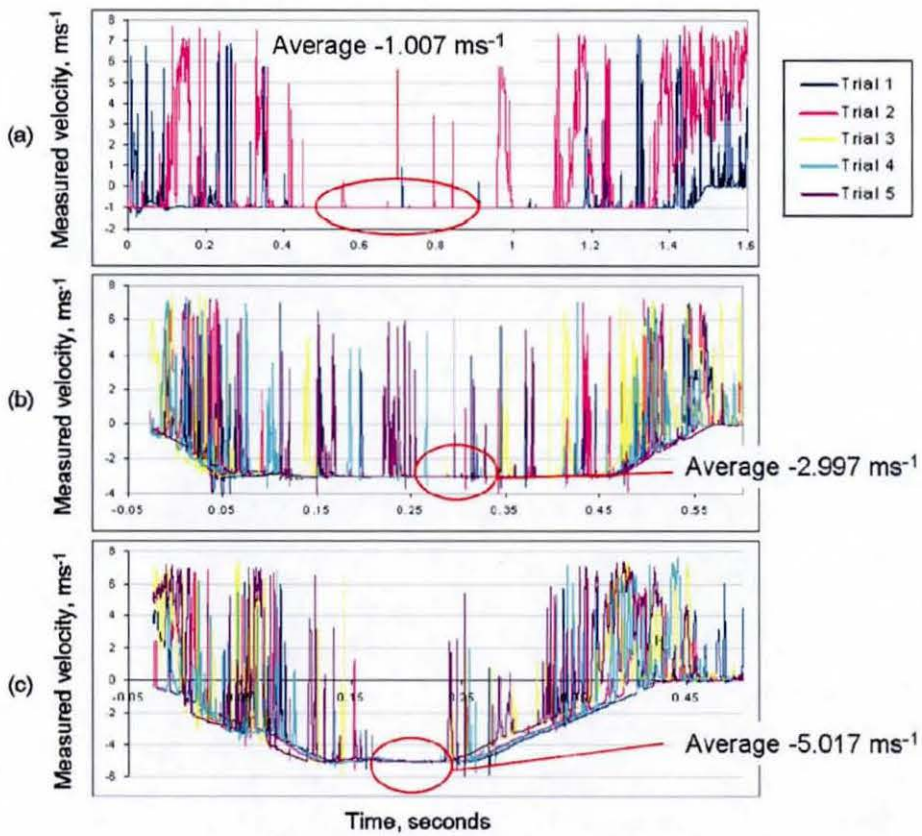 Average -1.007 ms⁻¹
(a)
Measured velocity, ms⁻¹
8
7
6
5
4
3
2
1
0
-1
-2
0 0.2 0.4 0.6 0.8 1 1.2 1.4 1.6
Trial 1
Trial 2
Trial 3
Trial 4
Trial 5
(b)
Measured velocity, ms⁻¹
8
6
4
2
0
-2
-4
-0.05 0.05 0.15 0.25 0.35 0.45 0.55
Average -2.997 ms⁻¹
(c)
Measured velocity, ms⁻¹
8
6
4
2
0
-2
-4
-6
-0.05 0.05 0.15 0.25 0.35 0.45
Average -5.017 ms⁻¹
Time, seconds